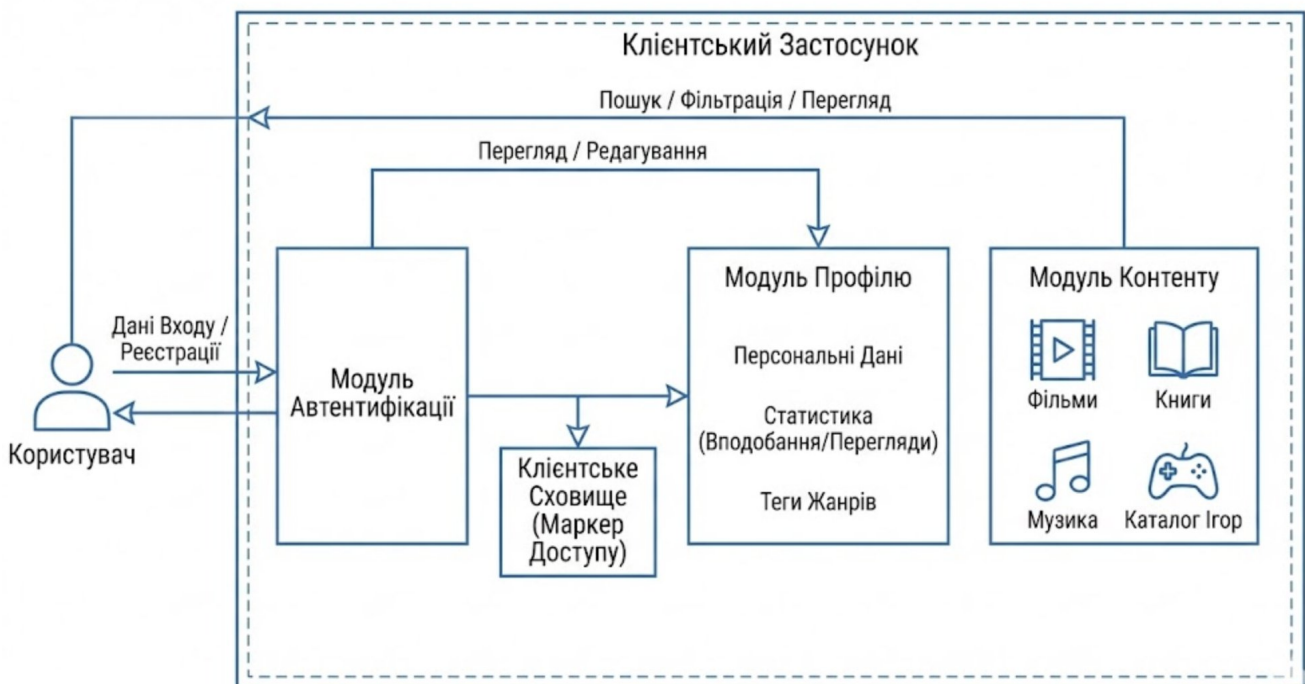 Клієнтський Застосунок
Пошук / Фільтрація / Перегляд
Перегляд / Редагування
Дані Входу /
Реєстрації
Користувач
Модуль
Автентифікації
Клієнтське
Сховище
(Маркер
Доступу)
Модуль Профілю
Персональні Дані
Статистика
(Вподобання/Перегляди)
Теги Жанрів
Модуль Контенту
Фільми
Книги
Музика
Каталог Ігор